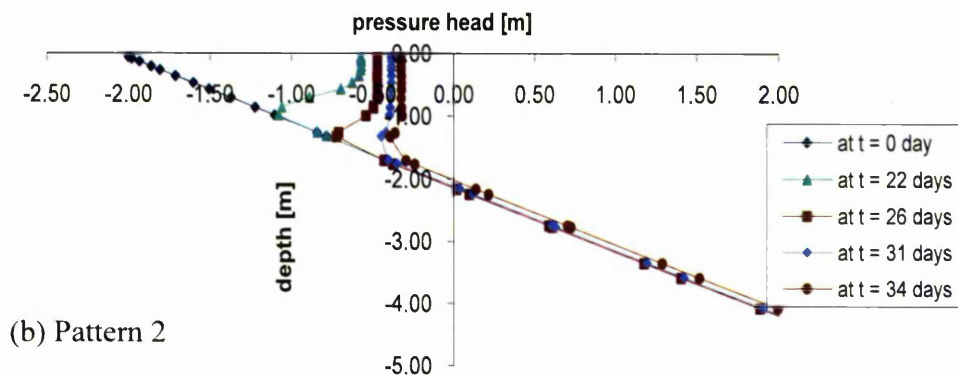 pressure head [m]
0.00
-2.50 -2.00 -1.50 -1.00 0.00 0.50 1.00 1.50 2.00
-1.00
-2.00
-3.00
-4.00
-5.00
depth [m]
at t = 0 day
at t = 22 days
at t = 26 days
at t = 31 days
at t = 34 days
(b) Pattern 2